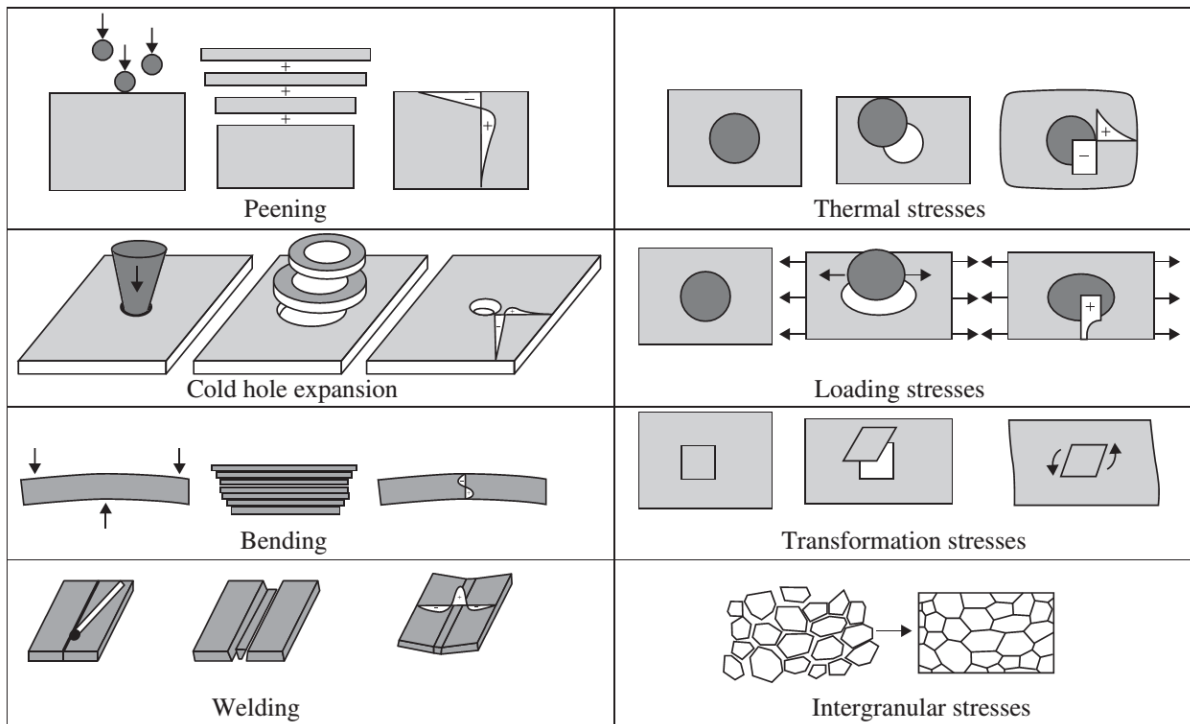 +
+
+
−
+
Peening
+
−
Thermal stresses
-
+
Cold hole expansion
+
Loading stresses
Bending
Transformation stresses
-
+
-
Welding
Intergranular stresses